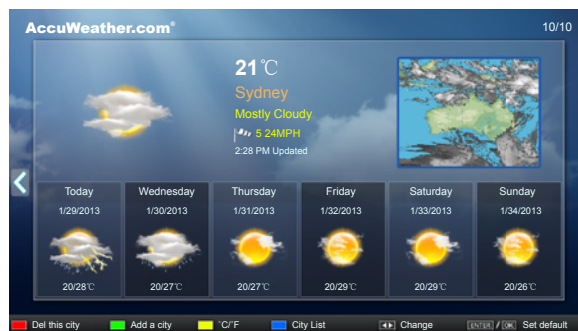 AccuWeather.com®
10/10
21℃
Sydney
Mostly Cloudy
5 24MPH
2:28 PM Updated
Today Wednesday Thursday Friday Saturday Sunday
1/29/2013 1/30/2013 1/31/2013 1/32/2013 1/33/2013 1/34/2013
20/28℃ 20/27℃ 20/27℃ 20/29℃ 20/29℃ 20/26℃
Del this city Add a city °C/°F City List Change ENTER / OK Set default